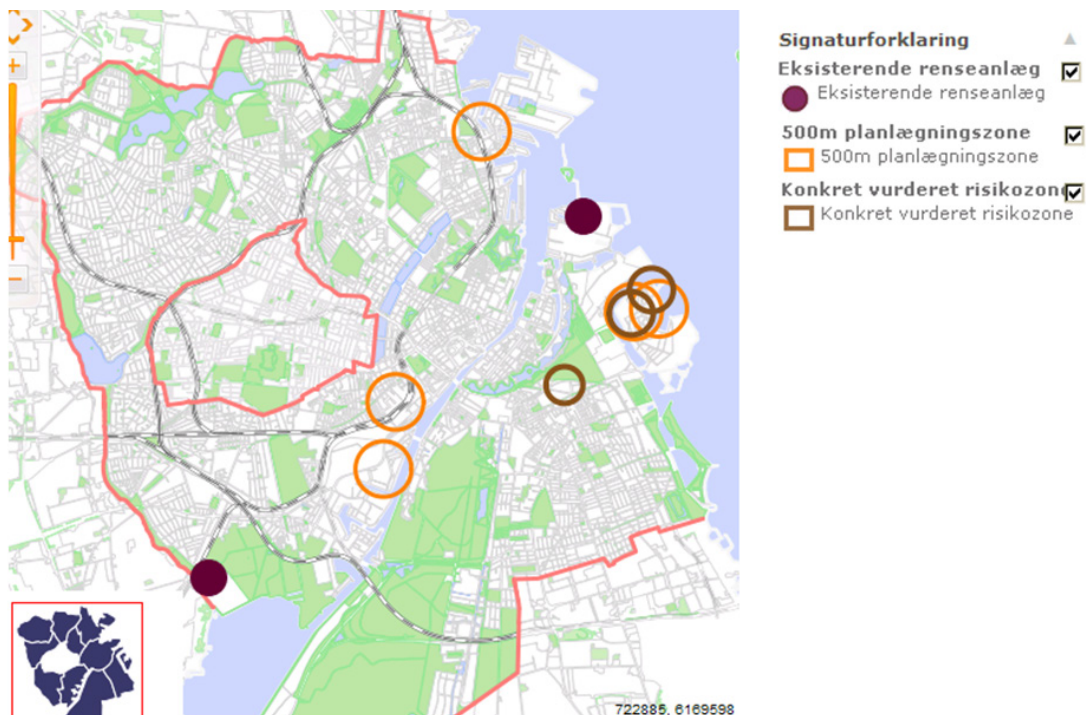 Signaturforklaring
Eksisterende renseanlæg
Eksisterende renseanlæg
500m planlægningszone
500m planlægningszone
Konkret vurderet risikozone
Konkret vurderet risikozone
722885, 6169598